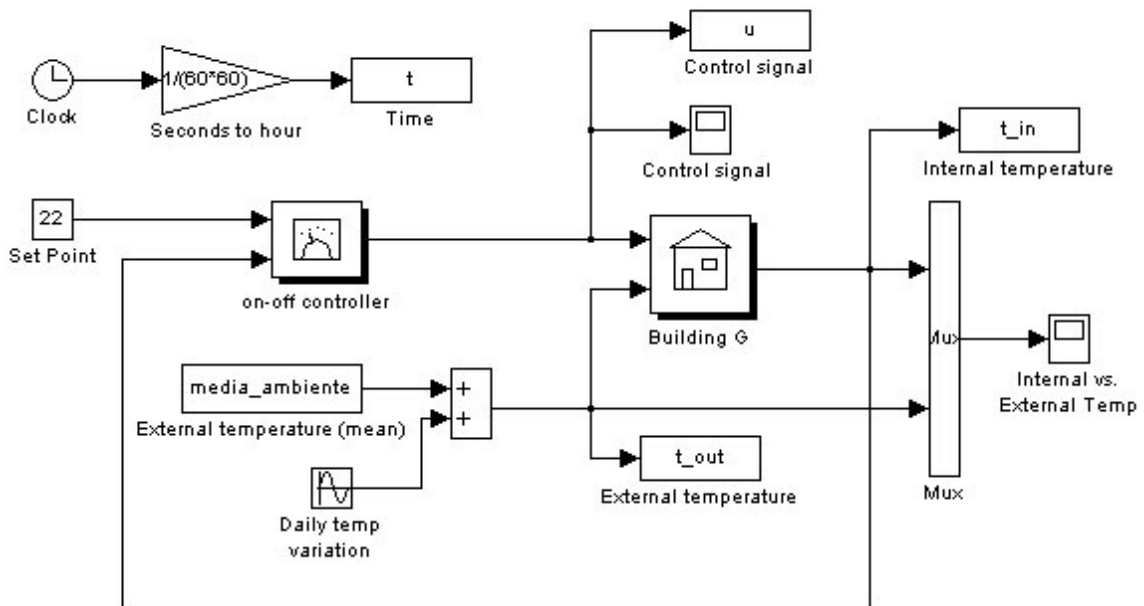 u
Control signal
1/(60*60)
t
Clock
Seconds to hour
Time
Control signal
t_in
Internal temperature
22
Set Point
on-off controller
Building G
Mux
Internal vs.
External Temp
media_ambiente
+
+
External temperature (mean)
t_out
External temperature
Mux
Daily temp
variation